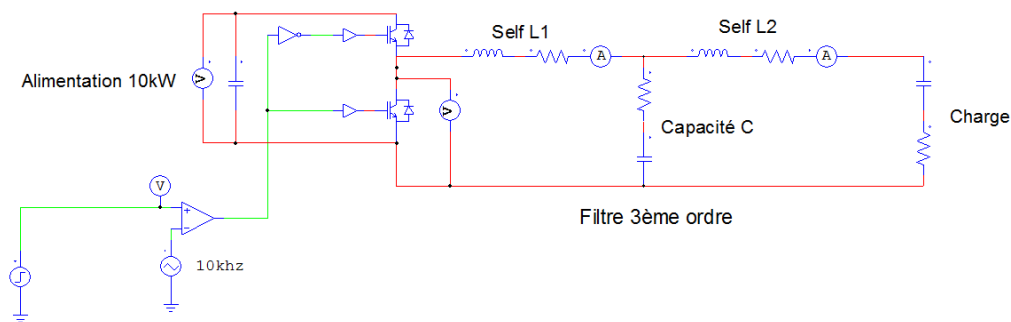 Self L1
Self L2
A
A
Alimentation 10kW
V
V
Capacité C
Charge
V
Filtre 3ème ordre
10khz